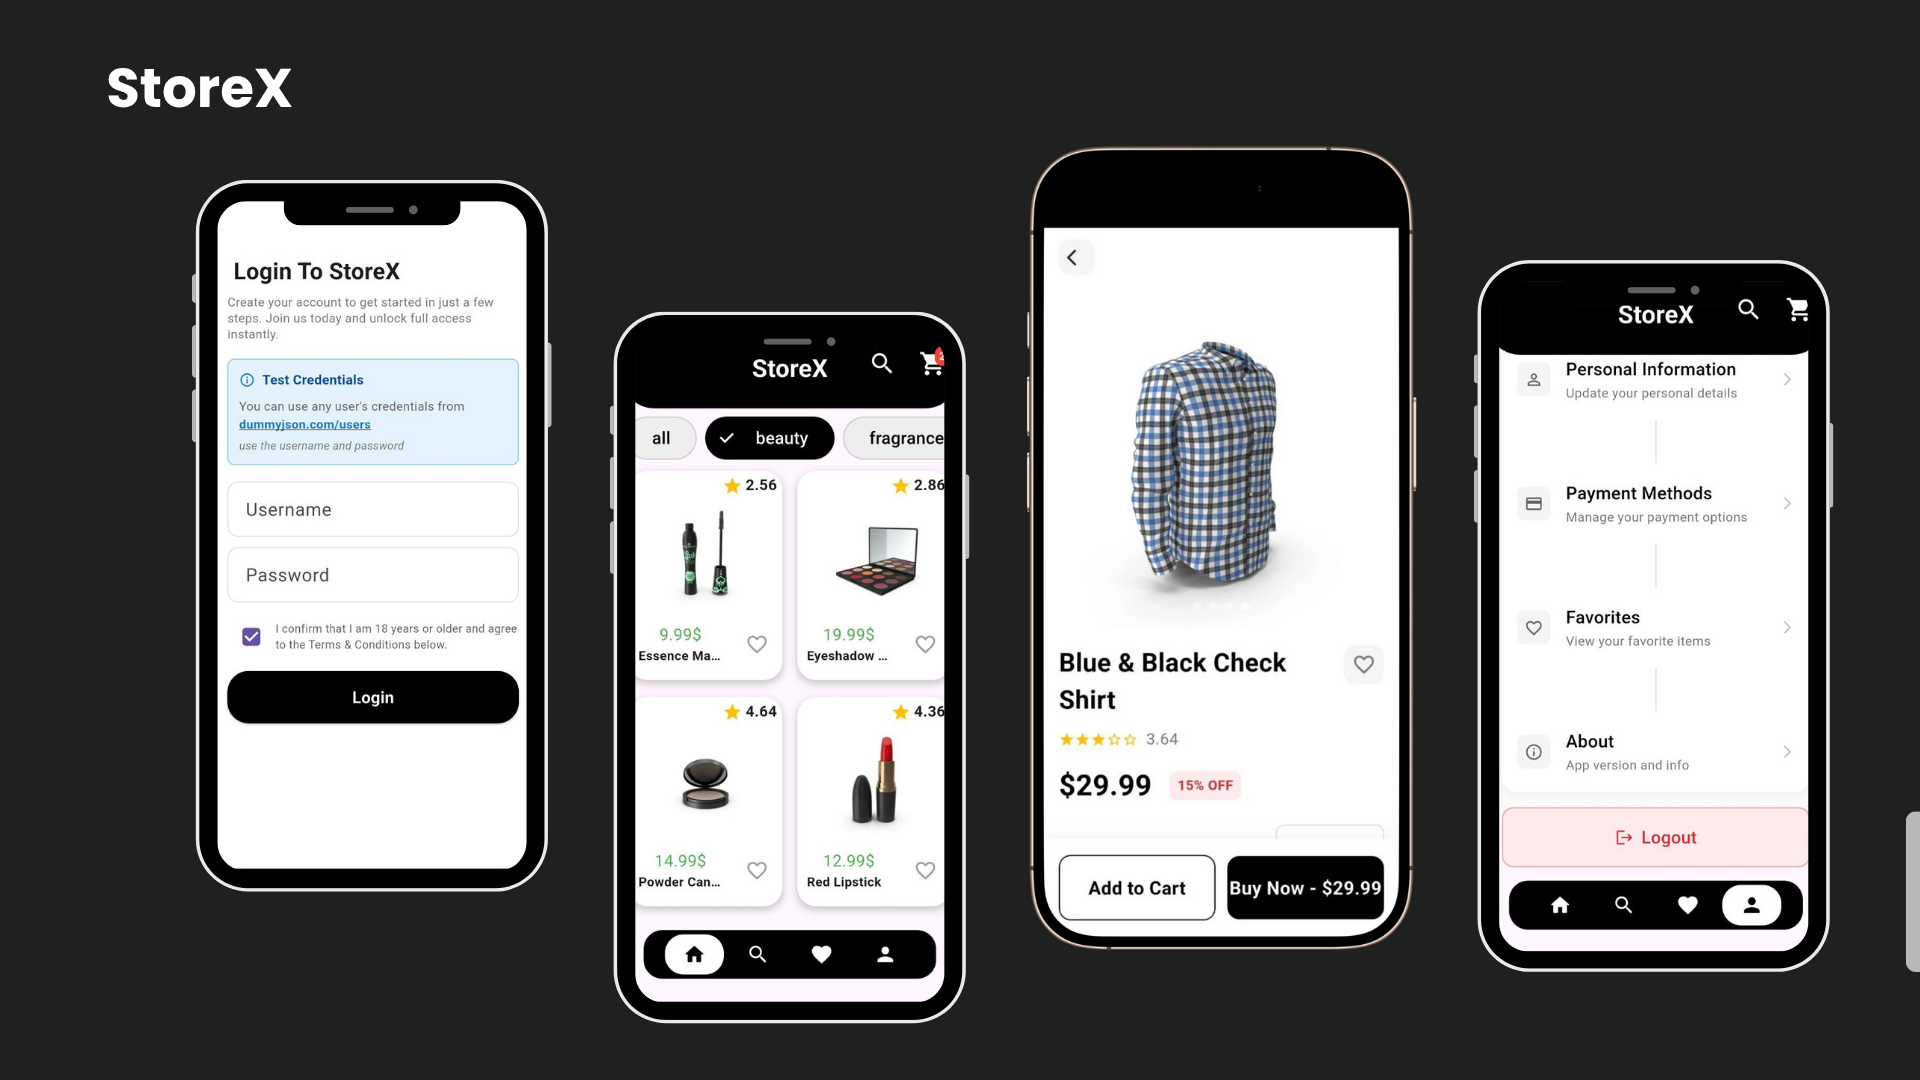 StoreX
Login To StoreX
Create your account to get started in just a few
steps. Join us today and unlock full access
instantly.
Test Credentials
You can use any user's credentials from
dummyjson.com/users
use the username and password
Username
Password
I confirm that I am 18 years or older and agree
to the Terms & Conditions below.
Login
StoreX
2
all
beauty
fragrance
2.56
2.86
9.99$
19.99$
Essence Ma...
Eyeshadow ...
4.64
4.36
14.99$
12.99$
Powder Can...
Red Lipstick
Blue & Black Check
Shirt
3.64
$29.99
15% OFF
Add to Cart
Buy Now - $29.99
StoreX
Personal Information
Update your personal details
Payment Methods
Manage your payment options
Favorites
View your favorite items
About
App version and info
Logout